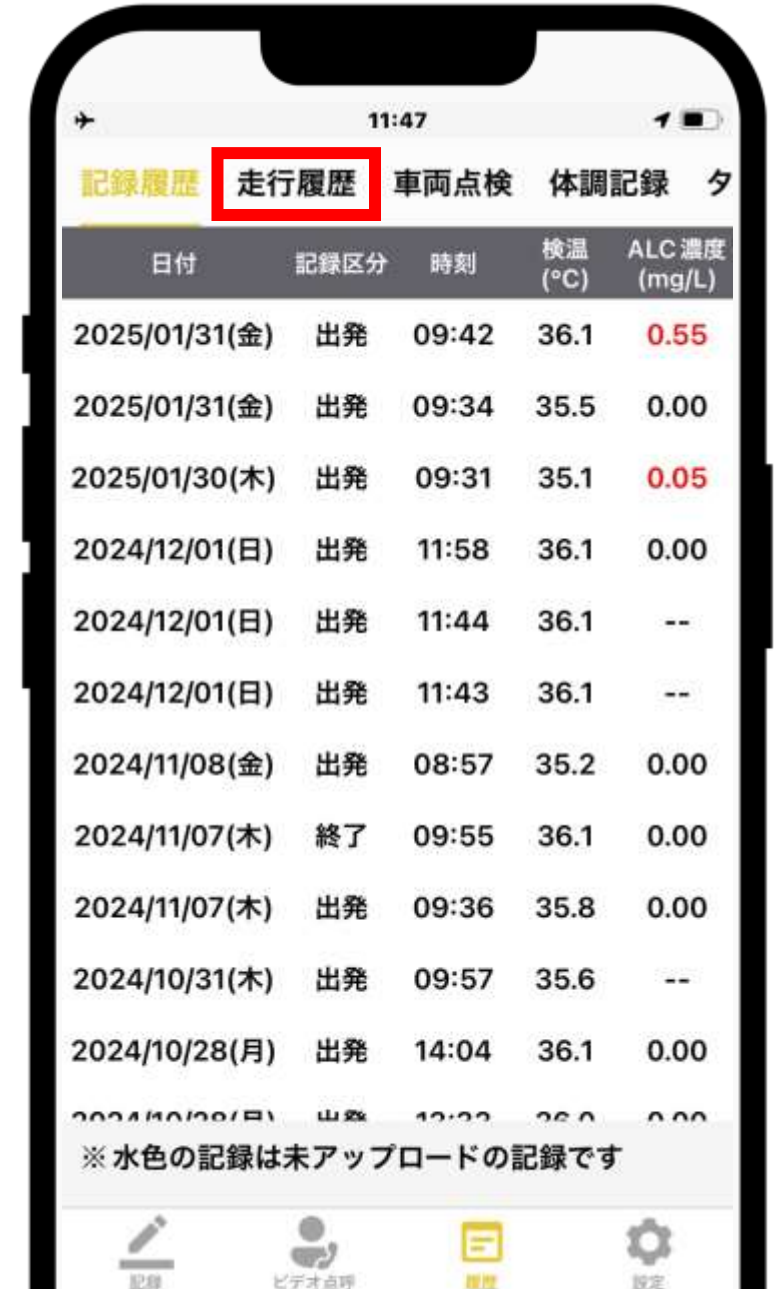 11:47
記録履歴 走行履歴 車両点検 体調記録 タ
日付 記録区分 時刻 検温 (°C) ALC濃度 (mg/L)
2025/01/31(金) 出発 09:42 36.1 0.55
2025/01/31(金) 出発 09:34 35.5 0.00
2025/01/30(木) 出発 09:31 35.1 0.05
2024/12/01(日) 出発 11:58 36.1 0.00
2024/12/01(日) 出発 11:44 36.1 --
2024/12/01(日) 出発 11:43 36.1 --
2024/11/08(金) 出発 08:57 35.2 0.00
2024/11/07(木) 終了 09:55 36.1 0.00
2024/11/07(木) 出発 09:36 35.8 0.00
2024/10/31(木) 出発 09:57 35.6 --
2024/10/28(月) 出発 14:04 36.1 0.00
※水色の記録は未アップロードの記録です
記録 ビデオ点呼 履歴 設定